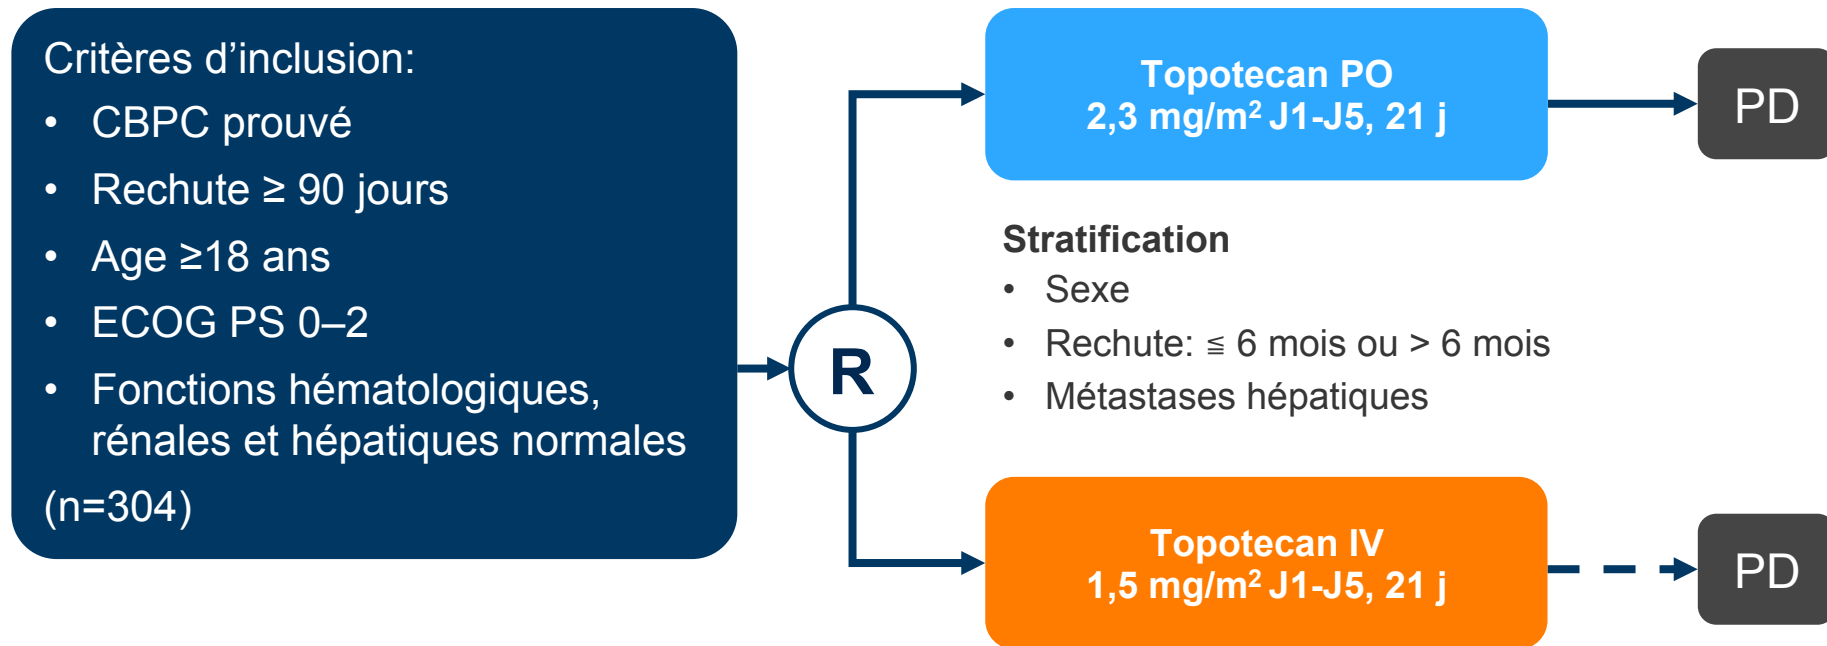 Critères d’inclusion:
• CBPC prouvé
• Rechute ≥ 90 jours
• Age ≥18 ans
• ECOG PS 0–2
• Fonctions hématologiques,
rénales et hépatiques normales
(n=304)
R
Topotecan PO
2,3 mg/m² J1-J5, 21 j
PD
Stratification
• Sexe
• Rechute: ≦ 6 mois ou > 6 mois
• Métastases hépatiques
Topotecan IV
1,5 mg/m² J1-J5, 21 j
PD